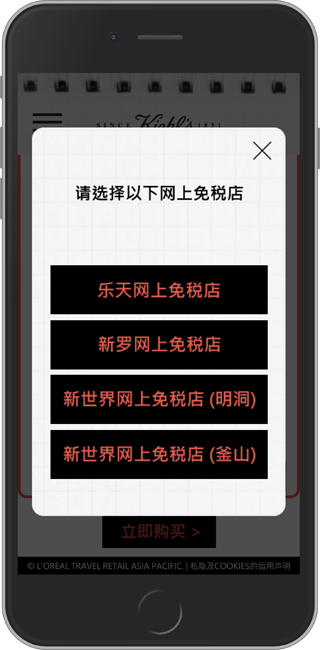 SINCE Kiehl's 1851
请选择以下网上免税店
乐天网上免税店
新罗网上免税店
新世界网上免税店 (明洞)
新世界网上免税店 (釜山)
立即购买 >
© L'OREAL TRAVEL RETAIL ASIA PACIFIC. | 私隐及COOKIES的运用声明